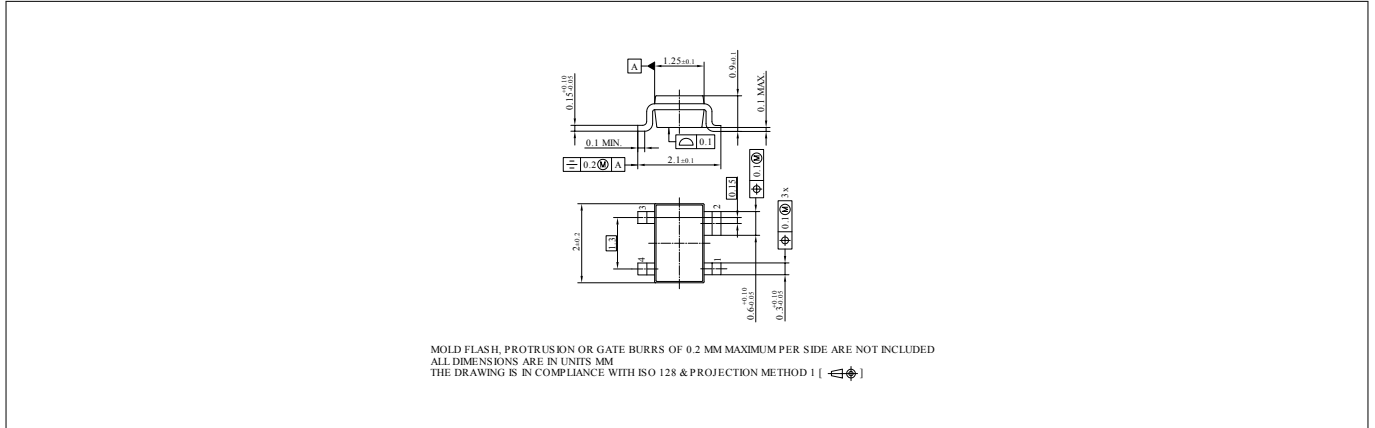 A
1.25±0.1
0.9±0.1
0.1 MAX.
0.15 +0.10 -0.05
0.1 MIN.
0.1
0.2 Ⓜ A
2.1±0.1
0.1 Ⓜ
0.15
0.1 Ⓜ 3x
3
2
2±0.2
1.3
4
1
0.6 +0.10 -0.05
0.3 +0.10 -0.05
MOLD FLASH, PROTRUSION OR GATE BURRS OF 0.2 MM MAXIMUM PER SIDE ARE NOT INCLUDED
ALL DIMENSIONS ARE IN UNITS MM
THE DRAWING IS IN COMPLIANCE WITH ISO 128 & PROJECTION METHOD 1 [ ]